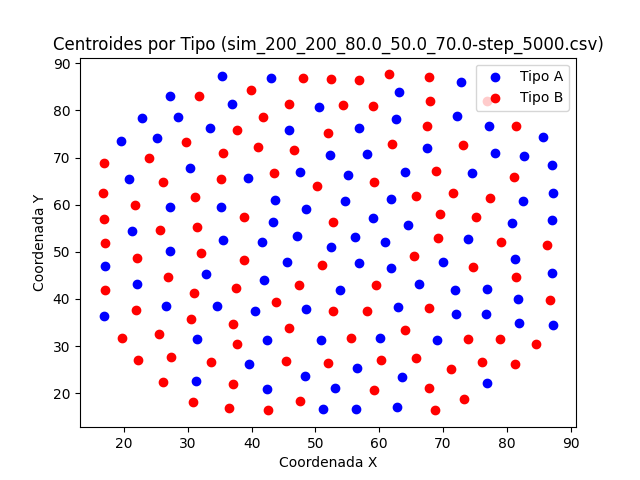 Centroides por Tipo (sim_200_200_80.0_50.0_70.0-step_5000.csv)
Tipo A
Tipo B
90
80
70
60
50
40
30
20
Coordenada Y
20 30 40 50 60 70 80 90
Coordenada X